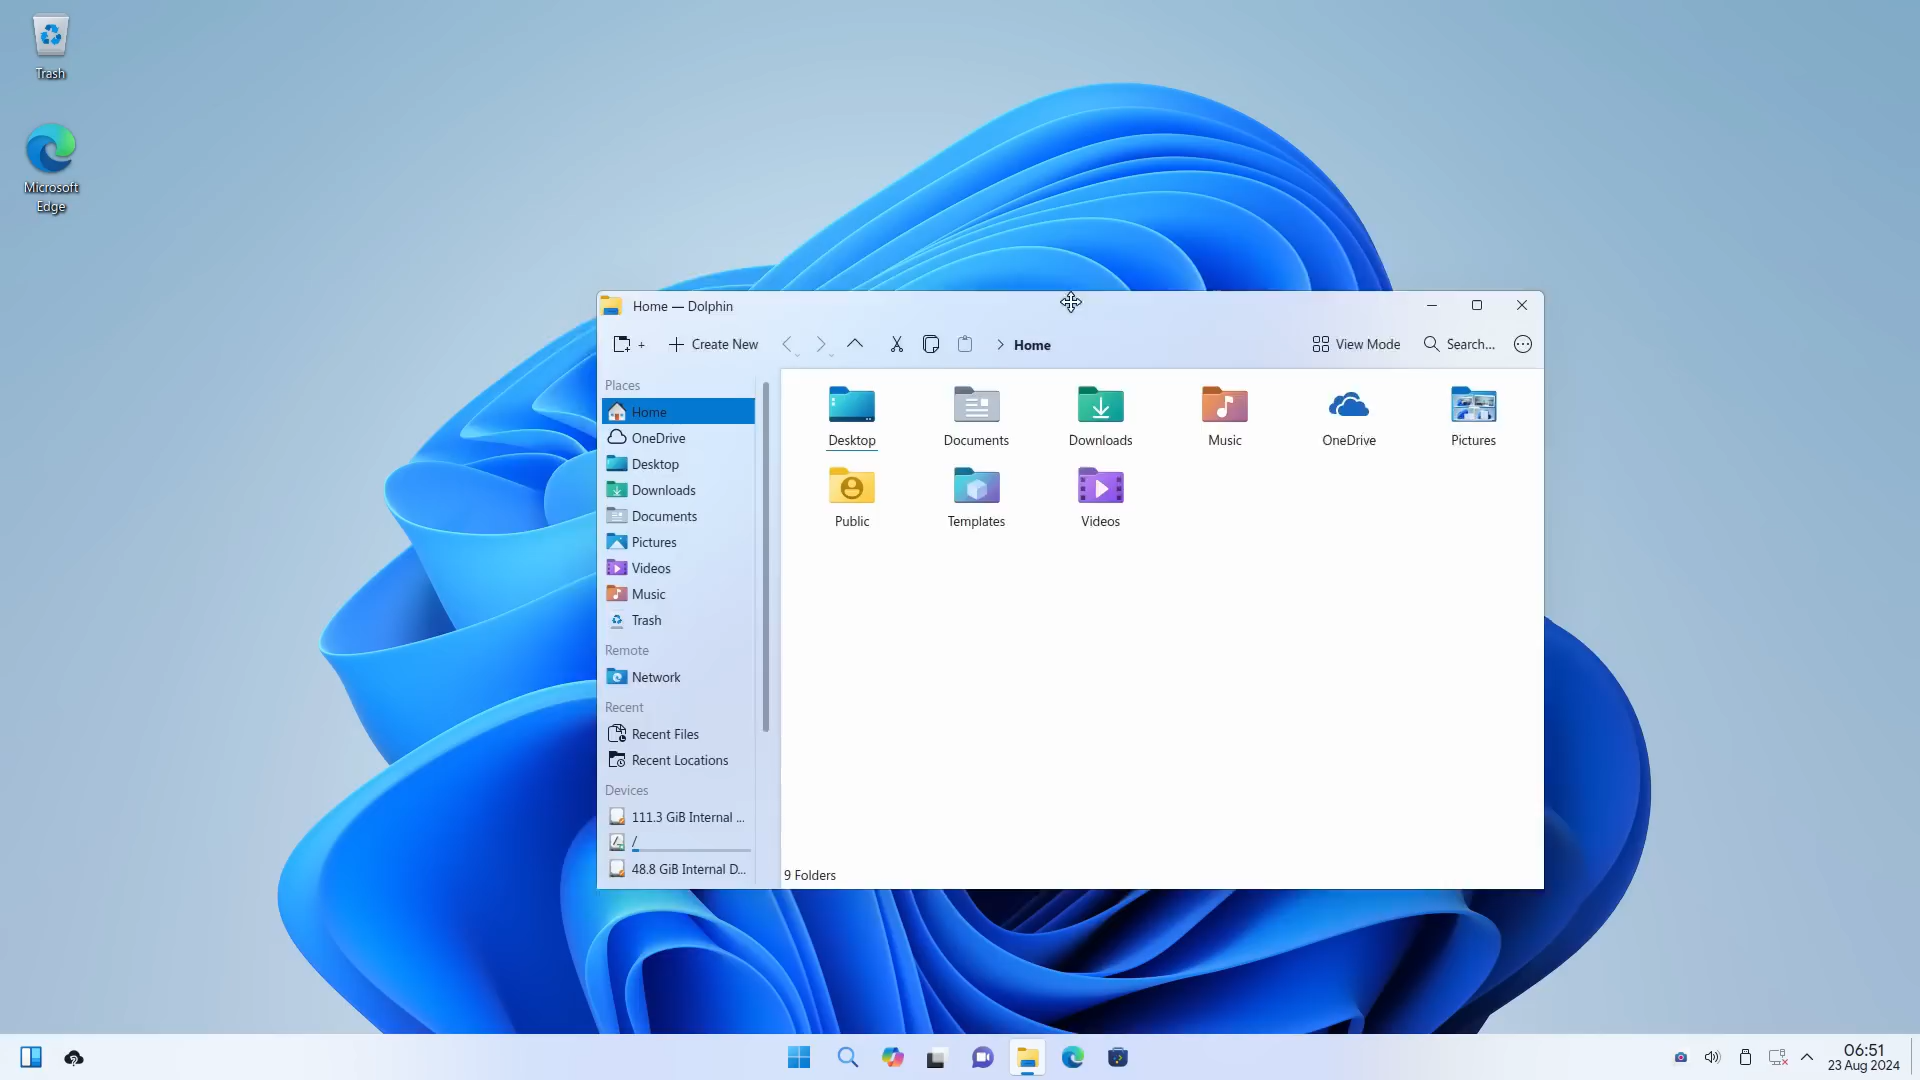 Trash
Microsoft
Edge
Home — Dolphin
+ Create New
> Home
View Mode
Search...
Places
Home
OneDrive
Desktop
Downloads
Documents
Pictures
Videos
Music
Trash
Remote
Network
Recent
Recent Files
Recent Locations
Devices
111.3 GiB Internal ...
/
48.8 GiB Internal D...
Desktop
Documents
Downloads
Music
OneDrive
Pictures
Public
Templates
Videos
9 Folders
06:51
23 Aug 2024